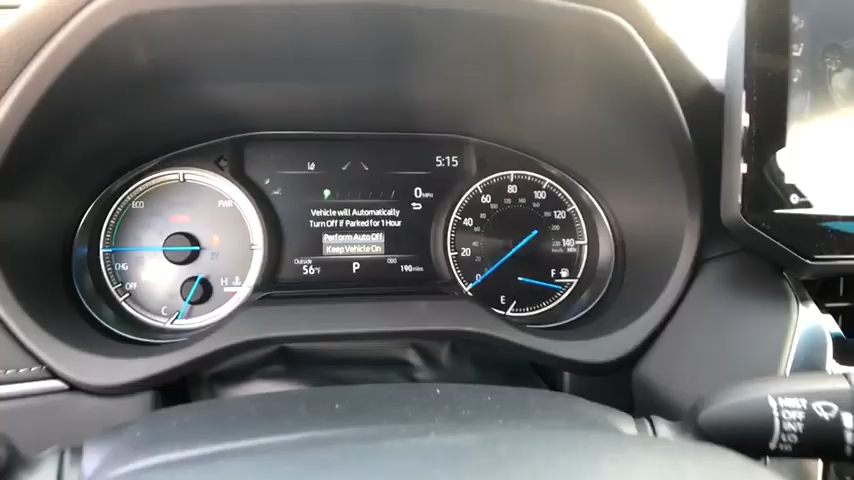 5:15
ECO
PWR
CHG
OFF
C
H
0 MPH
Vehicle will Automatically
Turn Off if Parked for 1 Hour
Perform Auto Off
Keep Vehicle On
Outside
56°F
P
ODO
190 miles
0
20
40
60
80
100
120
140
E
F
MIST
OFF
INT
LO
HI